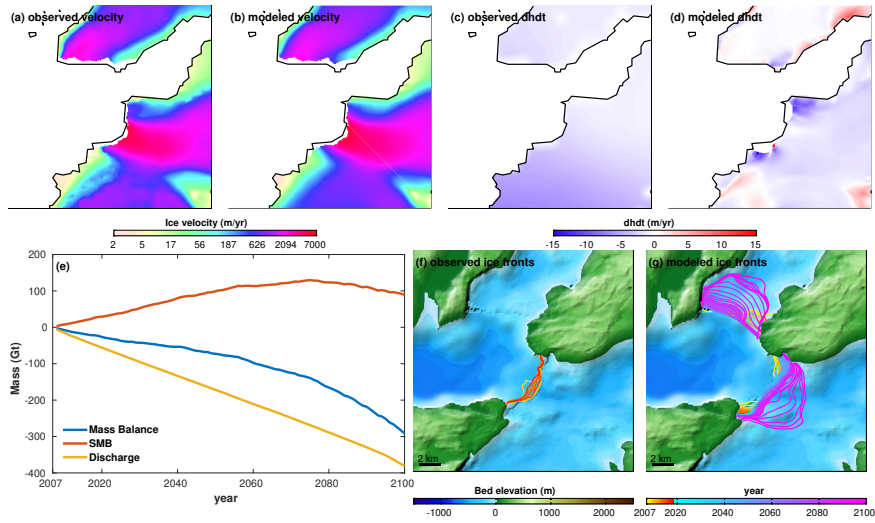 (a) observed velocity
(b) modeled velocity
(c) observed dhdt
(d) modeled dhdt
Ice velocity (m/yr)
2 5 17 56 187 626 2094 7000
dhdt (m/yr)
-15 -10 -5 0 5 10 15
(e)
Mass (Gt)
200
100
0
-100
-200
-300
-400
Mass Balance
SMB
Discharge
2007 2020 2040 2060 2080 2100
year
(f) observed ice fronts
2 km
(g) modeled ice fronts
2 km
Bed elevation (m)
-1000 0 1000 2000
year
2007 2020 2040 2060 2080 2100